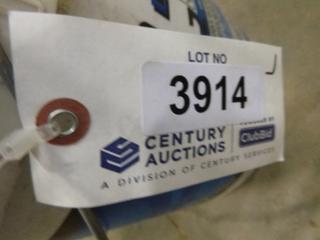 LOT NO
3914
CENTURY
AUCTIONS
ClubBid
A DIVISION OF CENTURY SERVICES